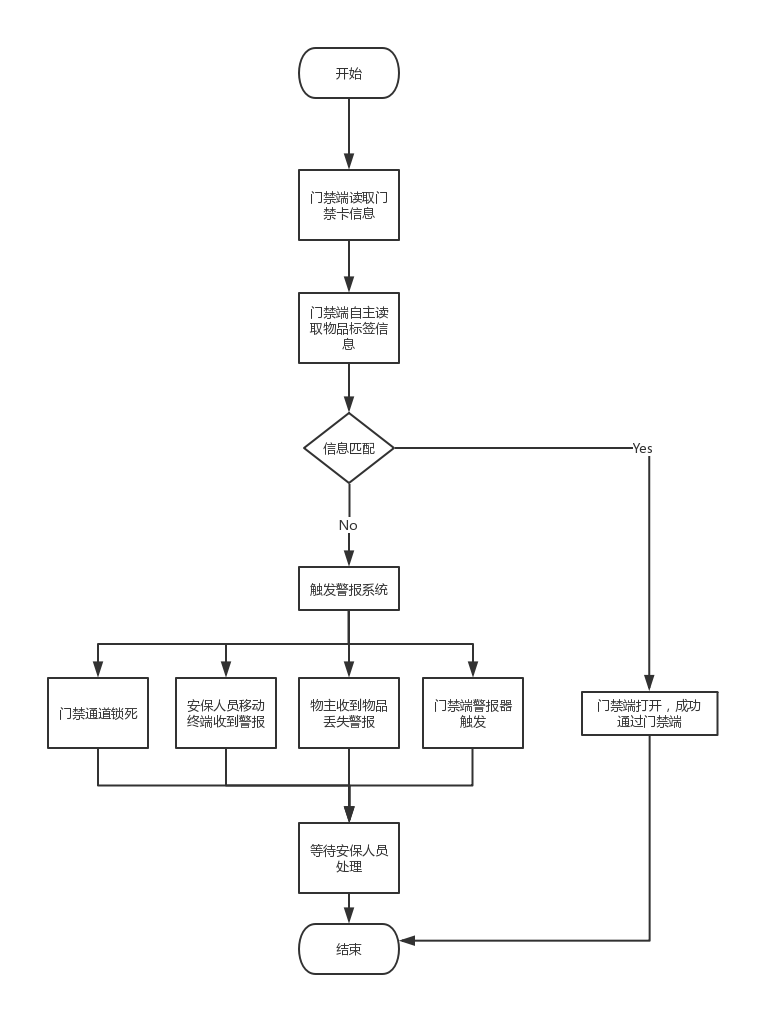 开始
门禁端读取门
禁卡信息
门禁端自主读
取物品标签信
息
信息匹配
Yes
No
触发警报系统
门禁通道锁死
安保人员移动
终端收到警报
物主收到物品
丢失警报
门禁端警报器
触发
门禁端打开，成功
通过门禁端
等待安保人员
处理
结束